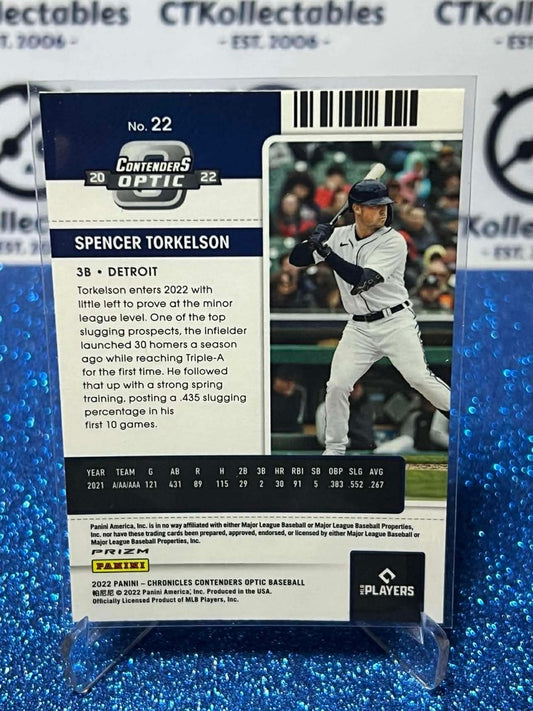 CTKollectables
- EST. 2006 -
T. 2006 -
CTKollectables
- EST. 2006 -
CTKollecta
- EST. 200
No. 22
CONTENDERS
20 OPTIC 22
SPENCER TORKELSON
3B • DETROIT
Torkelson enters 2022 with
little left to prove at the minor
league level. One of the top
slugging prospects, the infielder
launched 30 homers a season
ago while reaching Triple-A
for the first time. He followed
that up with a strong spring
training, posting a .435 slugging
percentage in his
first 10 games.
YEAR TEAM G AB R H 2B 3B HR RBI SB OBP SLG AVG
2021 A/AA/AAA 121 431 89 115 29 2 30 91 5 .383 .552 .267
Panini America, Inc. is in no way affiliated with either Major League Baseball or Major League Baseball Properties,
Inc. nor have these trading cards been prepared, approved, endorsed, or licensed by either Major League Baseball or
Major League Baseball Properties, Inc.
PRIZM
PANINI
2022 PANINI – CHRONICLES CONTENDERS OPTIC BASEBALL
帕尼尼 © 2022 Panini America, Inc. Produced in the USA.
Officially Licensed Product of MLB Players, Inc.
MLB PLAYERS